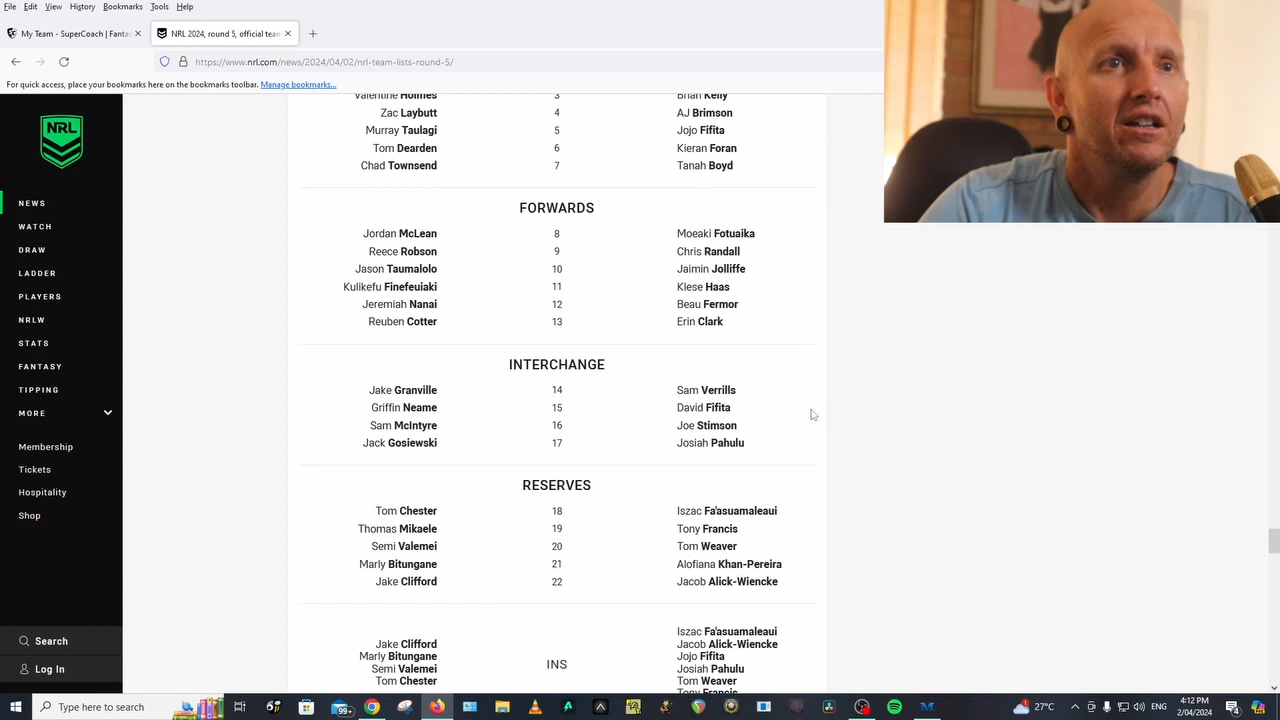 File Edit View History Bookmarks Tools Help
My Team - SuperCoach | Fantas
NRL 2024, round 5, official team
https://www.nrl.com/news/2024/04/02/nrl-team-lists-round-5/
For quick access, place your bookmarks here on the bookmarks toolbar. Manage bookmarks...
NRL
NEWS
WATCH
DRAW
LADDER
PLAYERS
NRLW
STATS
FANTASY
TIPPING
MORE
Membership
Tickets
Hospitality
Shop
Search
Log In
Valentine Holmes 3 Brian Kelly
Zac Laybutt 4 AJ Brimson
Murray Taulagi 5 Jojo Fifita
Tom Dearden 6 Kieran Foran
Chad Townsend 7 Tanah Boyd
FORWARDS
Jordan McLean 8 Moeaki Fotuaika
Reece Robson 9 Chris Randall
Jason Taumalolo 10 Jaimin Jolliffe
Kulikefu Finefeuiaki 11 Klese Haas
Jeremiah Nanai 12 Beau Fermor
Reuben Cotter 13 Erin Clark
INTERCHANGE
Jake Granville 14 Sam Verrills
Griffin Neame 15 David Fifita
Sam McIntyre 16 Joe Stimson
Jack Gosiewski 17 Josiah Pahulu
RESERVES
Tom Chester 18 Iszac Fa'asuamaleaui
Thomas Mikaele 19 Tony Francis
Semi Valemei 20 Tom Weaver
Marly Bitungane 21 Alofiana Khan-Pereira
Jake Clifford 22 Jacob Alick-Wiencke
Iszac Fa'asuamaleaui
Jake Clifford Jacob Alick-Wiencke
Marly Bitungane Jojo Fifita
Semi Valemei INS Josiah Pahulu
Tom Chester Tom Weaver
Tony Francis
Type here to search
99+
27°C
ENG
4:12 PM
2/04/2024
4